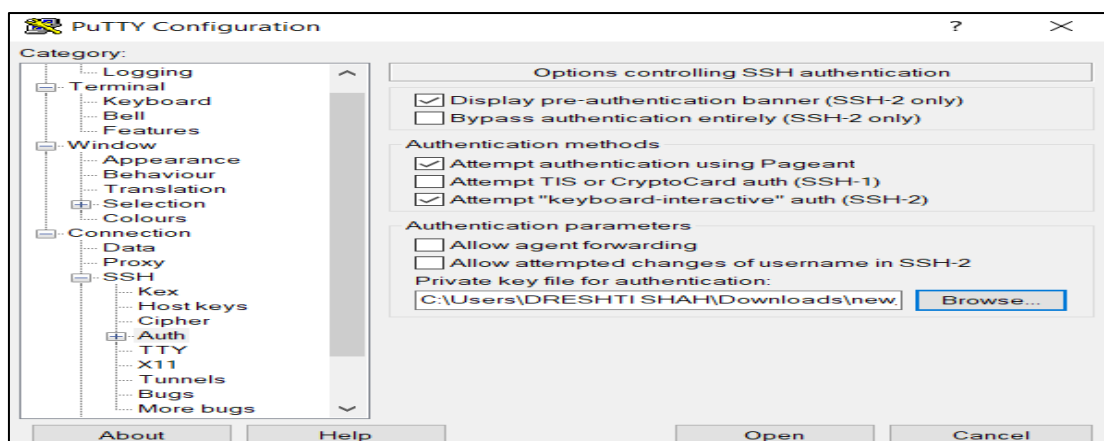 PuTTY Configuration
?
Category:
Logging
Terminal
Keyboard
Bell
Features
Window
Appearance
Behaviour
Translation
Selection
Colours
Connection
Data
Proxy
SSH
Kex
Host keys
Cipher
Auth
TTY
X11
Tunnels
Bugs
More bugs
Options controlling SSH authentication
Display pre-authentication banner (SSH-2 only)
Bypass authentication entirely (SSH-2 only)
Authentication methods
Attempt authentication using Pageant
Attempt TIS or CryptoCard auth (SSH-1)
Attempt "keyboard-interactive" auth (SSH-2)
Authentication parameters
Allow agent forwarding
Allow attempted changes of username in SSH-2
Private key file for authentication:
C:\Users\DRESHTI SHAH\Downloads\new_ Browse...
About Help Open Cancel